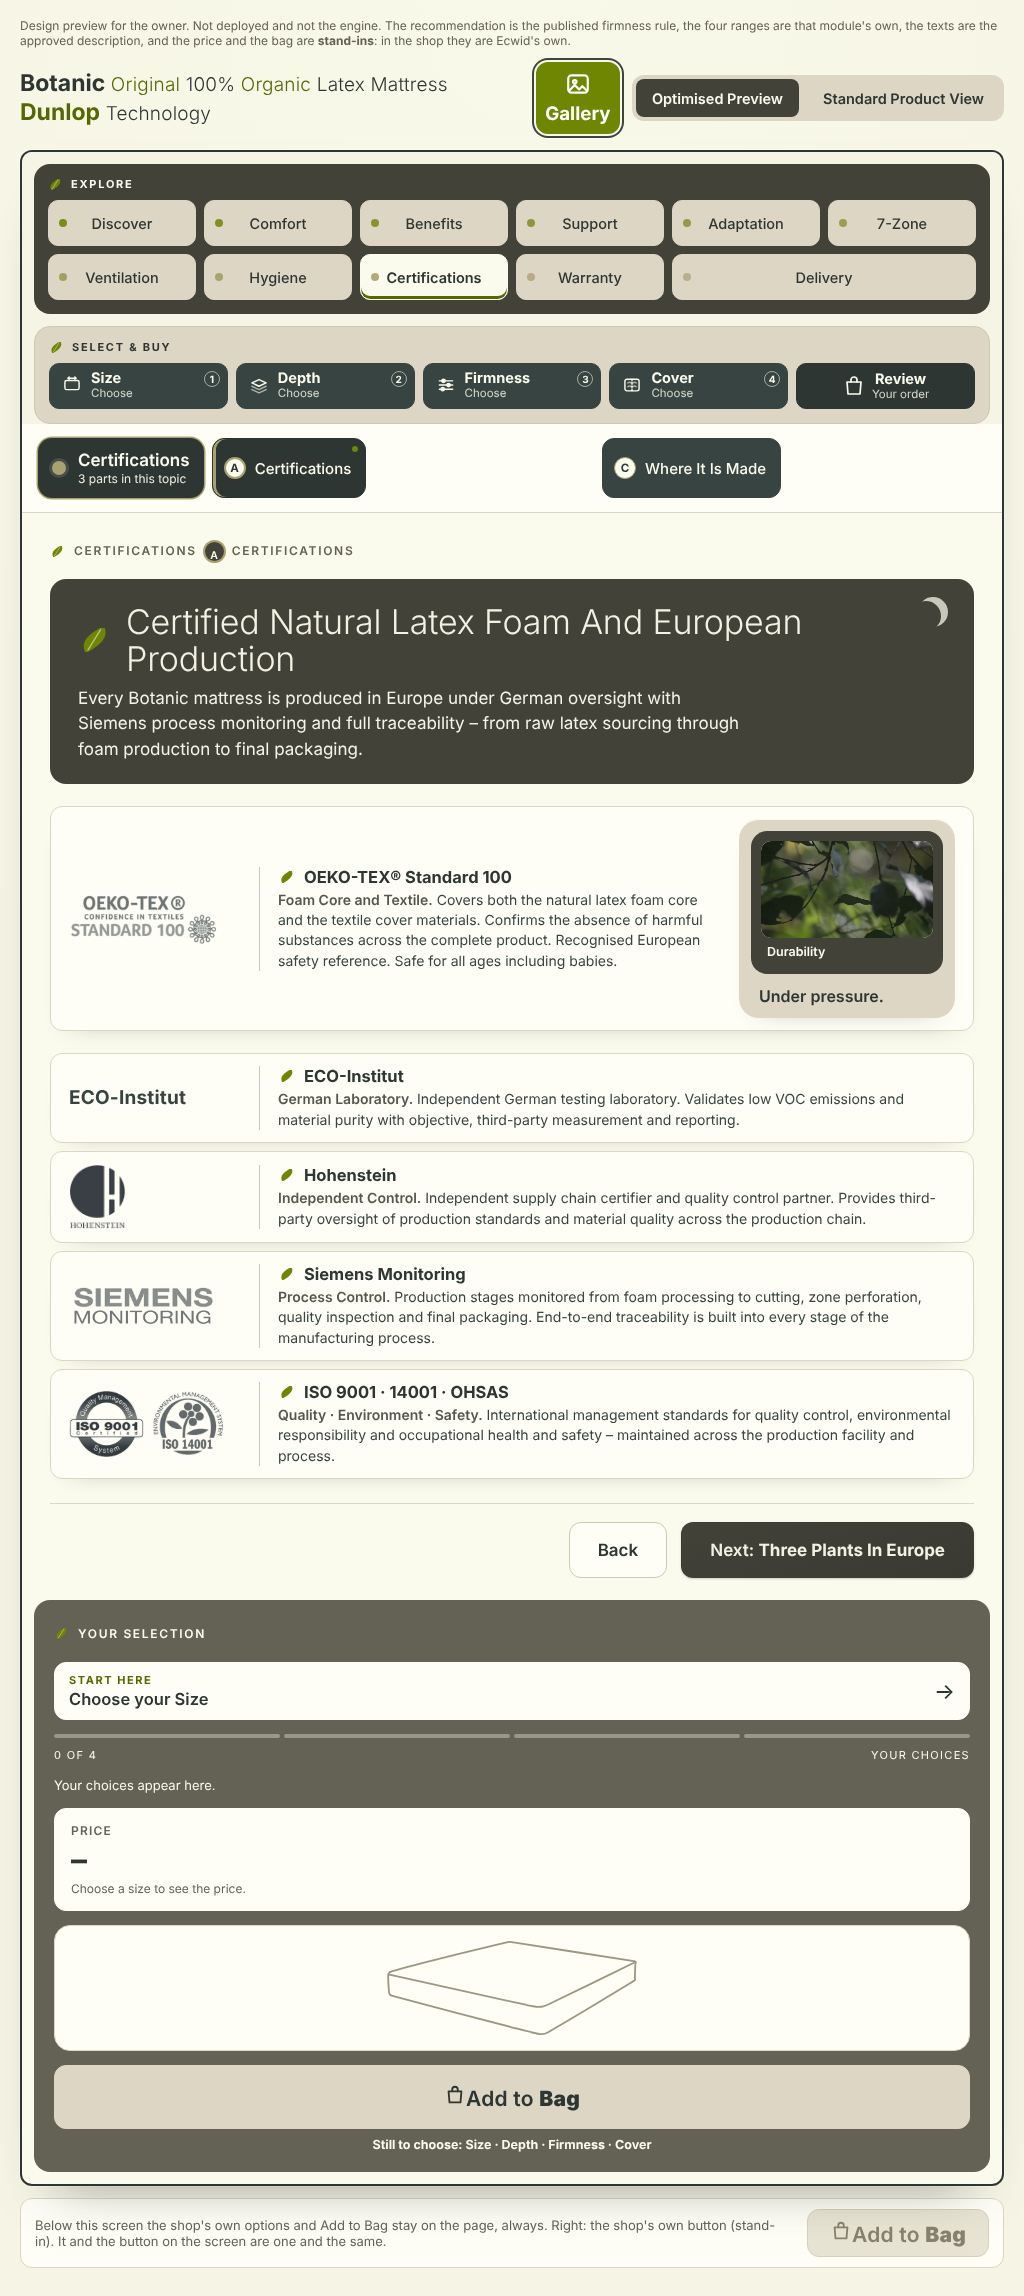 Design preview for the owner. Not deployed and not the engine. The recommendation is the published firmness rule, the four ranges are that module's own, the texts are the
approved description, and the price and the bag are stand-ins: in the shop they are Ecwid's own.
Botanic Original 100% Organic Latex Mattress
Dunlop Technology
Gallery
Optimised Preview
Standard Product View
EXPLORE
Discover
Comfort
Benefits
Support
Adaptation
7-Zone
Ventilation
Hygiene
Certifications
Warranty
Delivery
SELECT & BUY
Size
Choose
1
Depth
Choose
2
Firmness
Choose
3
Cover
Choose
4
Review
Your order
Certifications
3 parts in this topic
A Certifications
C Where It Is Made
CERTIFICATIONS A CERTIFICATIONS
Certified Natural Latex Foam And European
Production
Every Botanic mattress is produced in Europe under German oversight with
Siemens process monitoring and full traceability – from raw latex sourcing through
foam production to final packaging.
OEKO-TEX®
CONFIDENCE IN TEXTILES
STANDARD 100
OEKO-TEX® Standard 100
Foam Core and Textile. Covers both the natural latex foam core
and the textile cover materials. Confirms the absence of harmful
substances across the complete product. Recognised European
safety reference. Safe for all ages including babies.
Durability
Under pressure.
ECO-Institut
ECO-Institut
German Laboratory. Independent German testing laboratory. Validates low VOC emissions and
material purity with objective, third-party measurement and reporting.
HOHENSTEIN
Hohenstein
Independent Control. Independent supply chain certifier and quality control partner. Provides third-
party oversight of production standards and material quality across the production chain.
SIEMENS
MONITORING
Siemens Monitoring
Process Control. Production stages monitored from foam processing to cutting, zone perforation,
quality inspection and final packaging. End-to-end traceability is built into every stage of the
manufacturing process.
Quality Management
ISO 9001
Certified
System
ENVIRONMENTAL MANAGEMENT SYSTEM
ISO 14001
ISO 9001 · 14001 · OHSAS
Quality · Environment · Safety. International management standards for quality control, environmental
responsibility and occupational health and safety – maintained across the production facility and
process.
Back
Next: Three Plants In Europe
YOUR SELECTION
START HERE
Choose your Size
0 OF 4
YOUR CHOICES
Your choices appear here.
PRICE
–
Choose a size to see the price.
Add to Bag
Still to choose: Size · Depth · Firmness · Cover
Below this screen the shop's own options and Add to Bag stay on the page, always. Right: the shop's own button (stand-
in). It and the button on the screen are one and the same.
Add to Bag